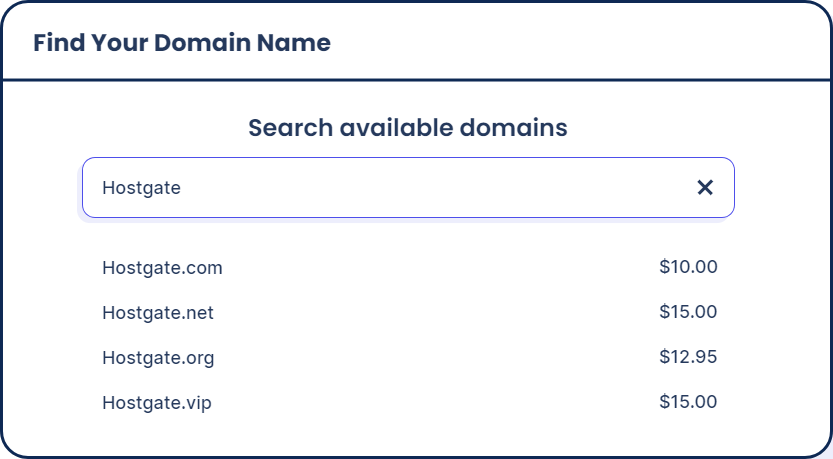 Find Your Domain Name
Search available domains
Hostgate ✕
Hostgate.com $10.00
Hostgate.net $15.00
Hostgate.org $12.95
Hostgate.vip $15.00